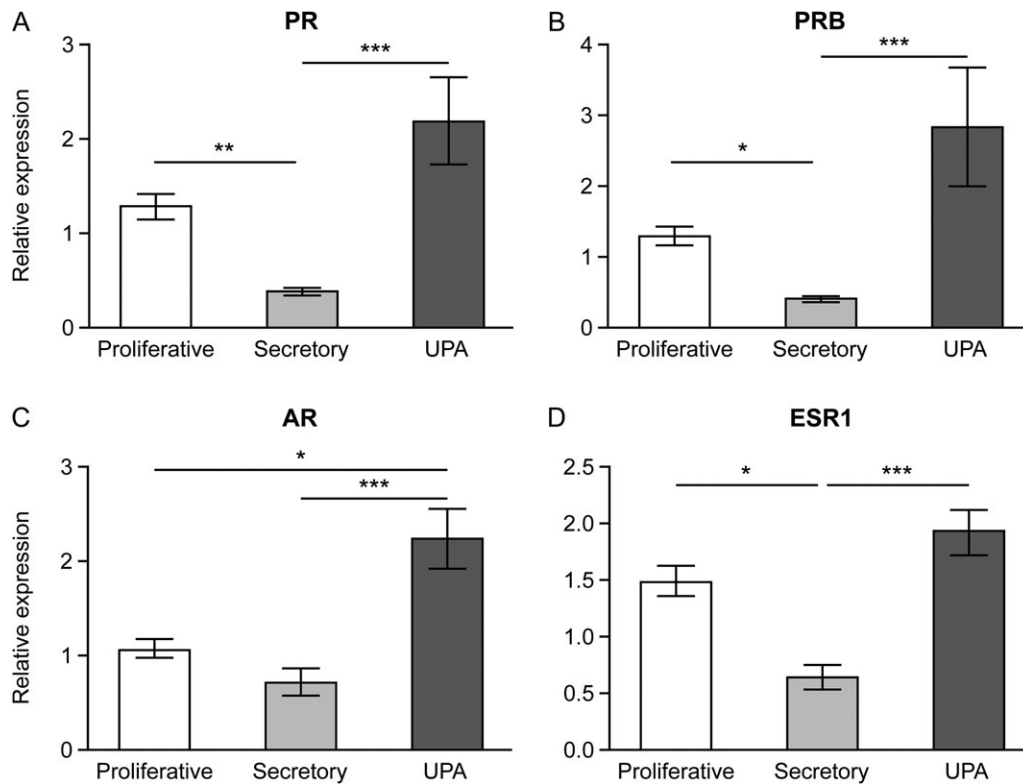 A
PR
Relative expression
3
2
1
0
**
***
Proliferative
Secretory
UPA
B
PRB
4
3
2
1
0
*
***
Proliferative
Secretory
UPA
C
AR
Relative expression
3
2
1
0
*
***
Proliferative
Secretory
UPA
D
ESR1
2.5
2.0
1.5
1.0
0.5
0.0
*
***
Proliferative
Secretory
UPA